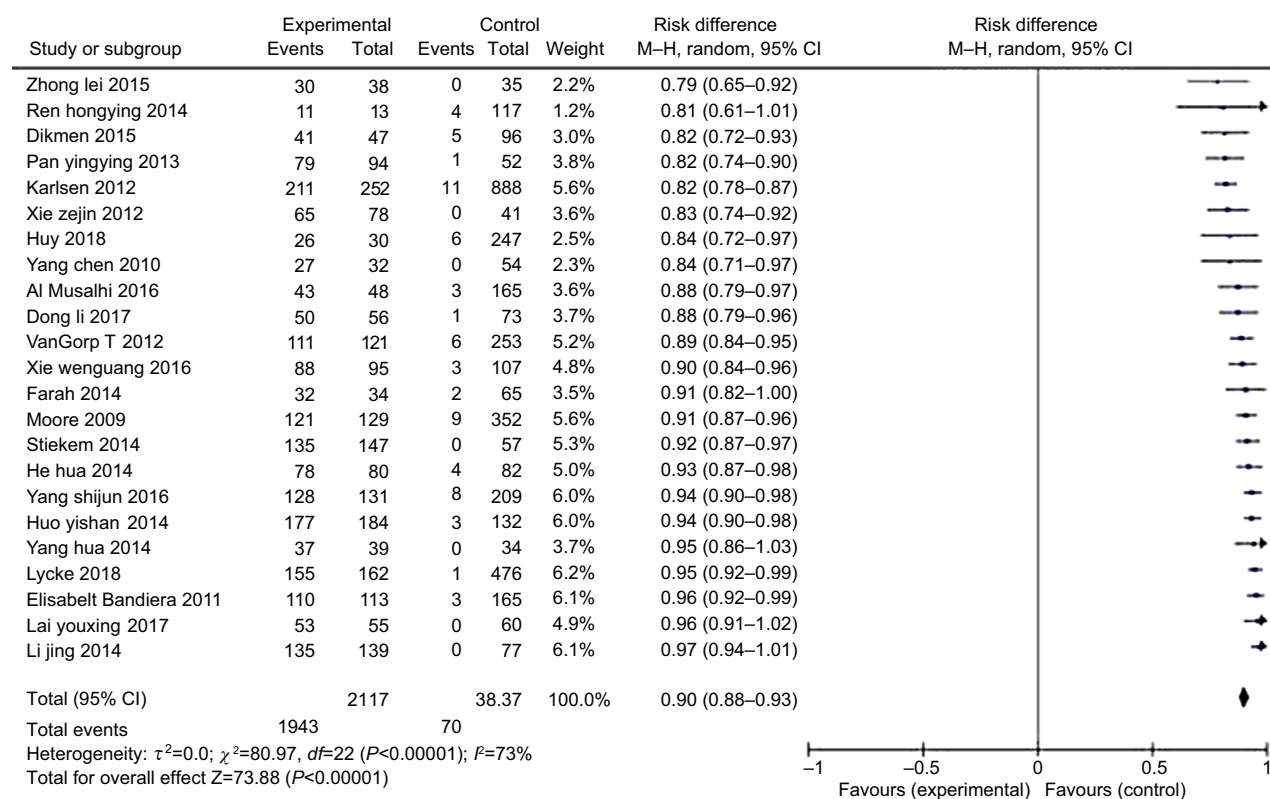 Experimental Control Risk difference Risk difference
Study or subgroup Events Total Events Total Weight M–H, random, 95% CI M–H, random, 95% CI
Zhong lei 2015 30 38 0 35 2.2% 0.79 (0.65–0.92)
Ren hongying 2014 11 13 4 117 1.2% 0.81 (0.61–1.01)
Dikmen 2015 41 47 5 96 3.0% 0.82 (0.72–0.93)
Pan yingying 2013 79 94 1 52 3.8% 0.82 (0.74–0.90)
Karlsen 2012 211 252 11 888 5.6% 0.82 (0.78–0.87)
Xie zejin 2012 65 78 0 41 3.6% 0.83 (0.74–0.92)
Huy 2018 26 30 6 247 2.5% 0.84 (0.72–0.97)
Yang chen 2010 27 32 0 54 2.3% 0.84 (0.71–0.97)
Al Musalhi 2016 43 48 3 165 3.6% 0.88 (0.79–0.97)
Dong li 2017 50 56 1 73 3.7% 0.88 (0.79–0.96)
VanGorp T 2012 111 121 6 253 5.2% 0.89 (0.84–0.95)
Xie wenguang 2016 88 95 3 107 4.8% 0.90 (0.84–0.96)
Farah 2014 32 34 2 65 3.5% 0.91 (0.82–1.00)
Moore 2009 121 129 9 352 5.6% 0.91 (0.87–0.96)
Stiekem 2014 135 147 0 57 5.3% 0.92 (0.87–0.97)
He hua 2014 78 80 4 82 5.0% 0.93 (0.87–0.98)
Yang shijun 2016 128 131 8 209 6.0% 0.94 (0.90–0.98)
Huo yishan 2014 177 184 3 132 6.0% 0.94 (0.90–0.98)
Yang hua 2014 37 39 0 34 3.7% 0.95 (0.86–1.03)
Lycke 2018 155 162 1 476 6.2% 0.95 (0.92–0.99)
Elisabelt Bandiera 2011 110 113 3 165 6.1% 0.96 (0.92–0.99)
Lai youxing 2017 53 55 0 60 4.9% 0.96 (0.91–1.02)
Li jing 2014 135 139 0 77 6.1% 0.97 (0.94–1.01)
Total (95% CI) 2117 38.37 100.0% 0.90 (0.88–0.93)
Total events 1943 70
Heterogeneity: τ²=0.0; χ²=80.97, df=22 (P<0.00001); I²=73%
Total for overall effect Z=73.88 (P<0.00001)
–1 –0.5 0 0.5 1
Favours (experimental) Favours (control)